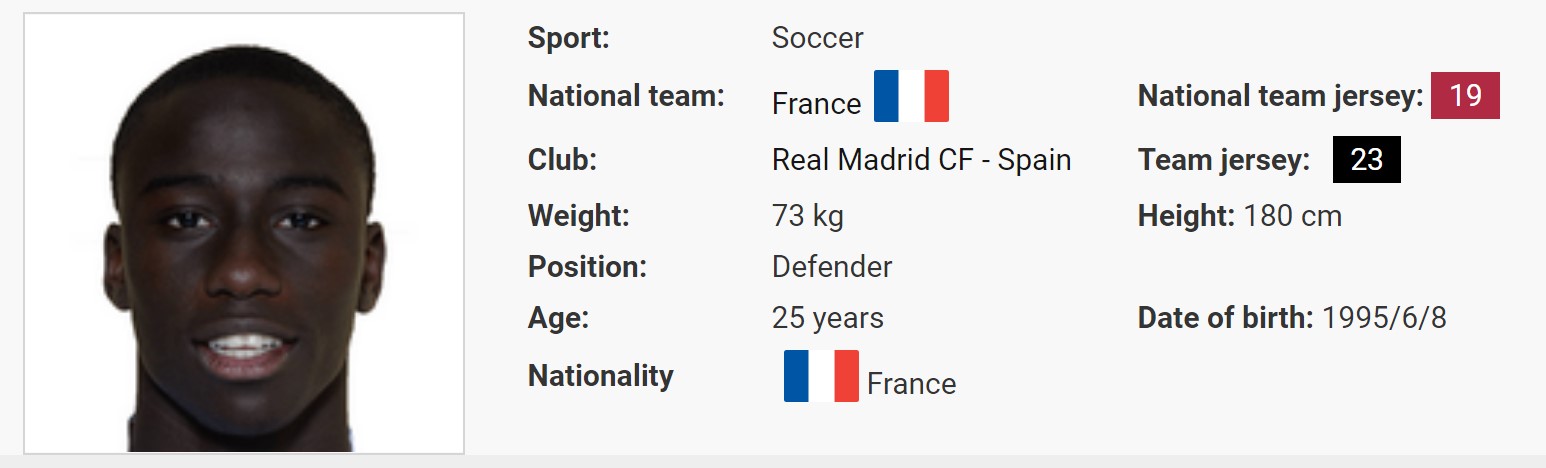 Sport: Soccer
National team: France National team jersey: 19
Club: Real Madrid CF - Spain Team jersey: 23
Weight: 73 kg Height: 180 cm
Position: Defender
Age: 25 years Date of birth: 1995/6/8
Nationality France